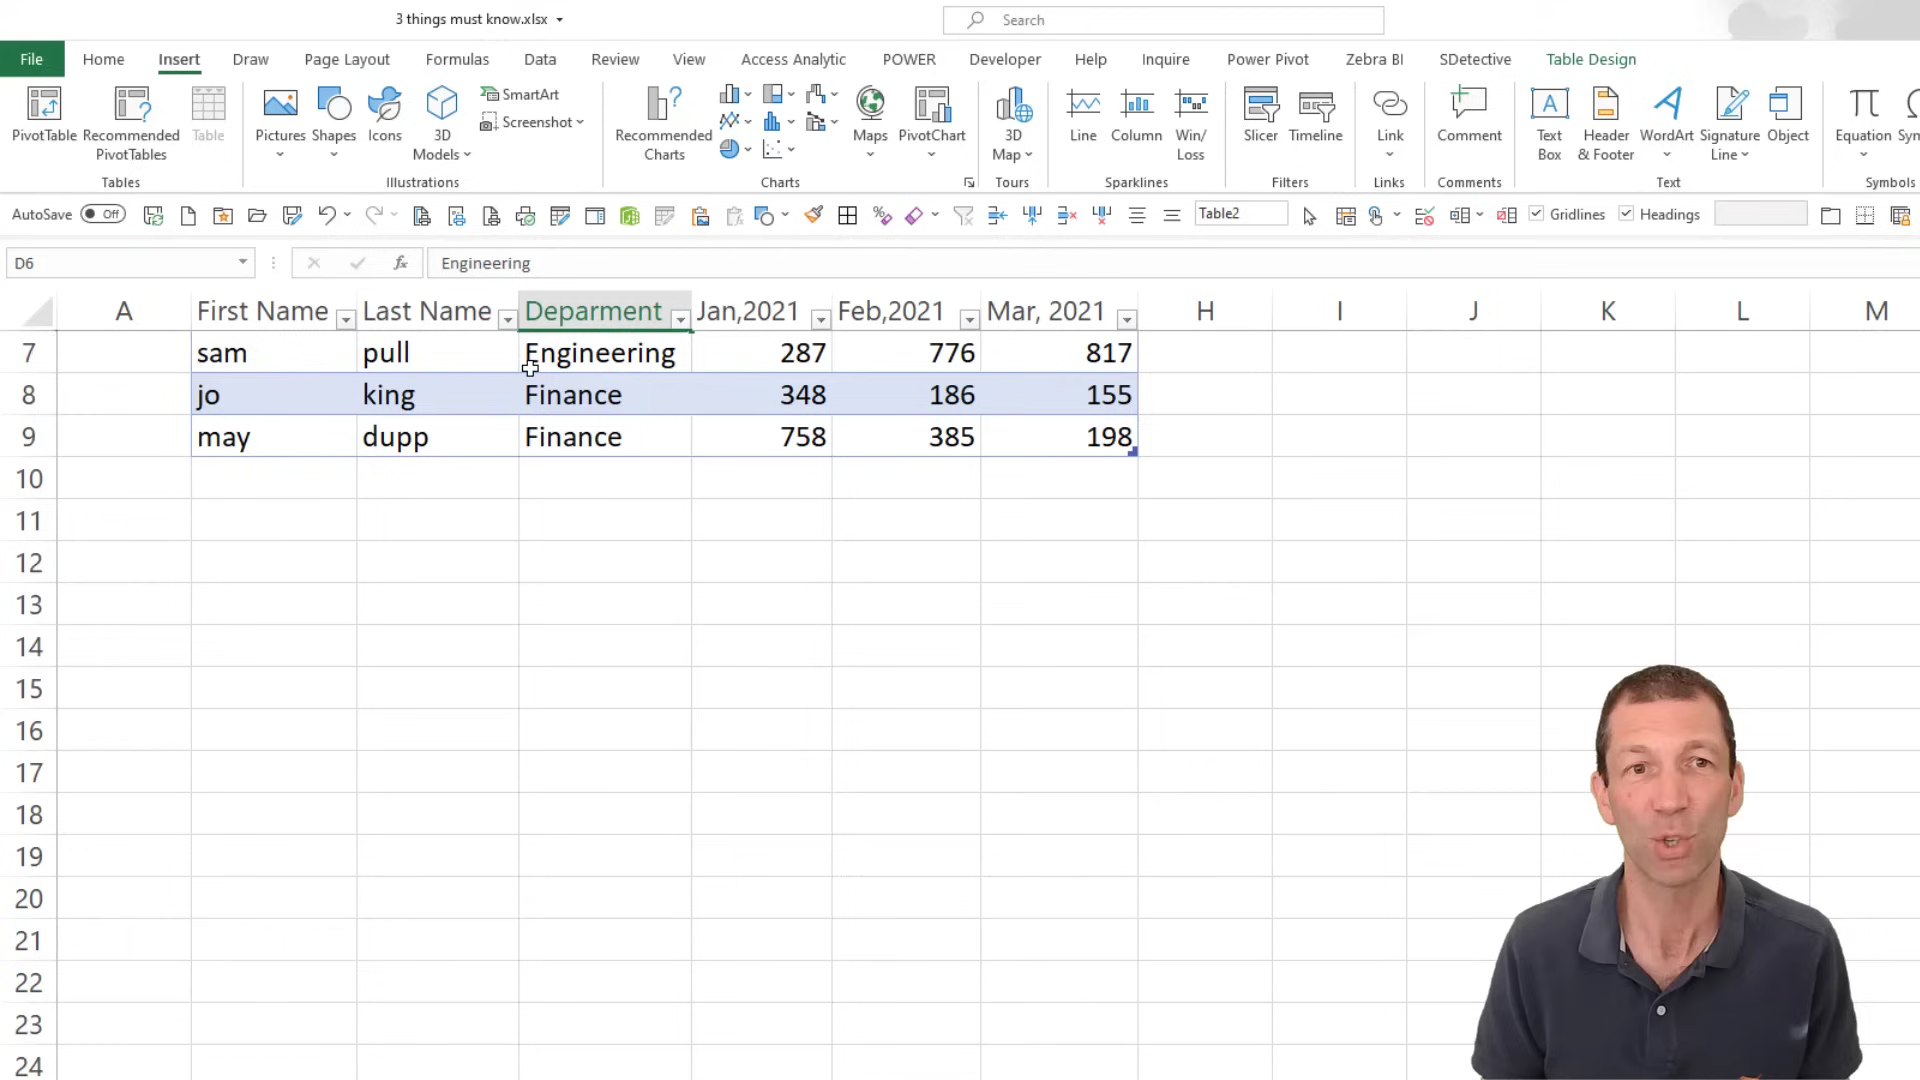 3 things must know.xlsx
Search
File Home Insert Draw Page Layout Formulas Data Review View Access Analytic POWER Developer Help Inquire Power Pivot Zebra BI SDetective Table Design
PivotTable Recommended PivotTables Table Pictures Shapes Icons 3D Models SmartArt Screenshot Recommended Charts Maps PivotChart 3D Map Line Column Win/ Loss Slicer Timeline Link Comment Text Box Header & Footer WordArt Signature Line Object Equation
Tables Illustrations Charts Tours Sparklines Filters Links Comments Text Symbols
AutoSave Off Table2 Gridlines Headings
D6 fx Engineering
A First Name Last Name Deparment Jan,2021 Feb,2021 Mar, 2021 H I J K L M
7 sam pull Engineering 287 776 817
8 jo king Finance 348 186 155
9 may dupp Finance 758 385 198
10
11
12
13
14
15
16
17
18
19
20
21
22
23
24